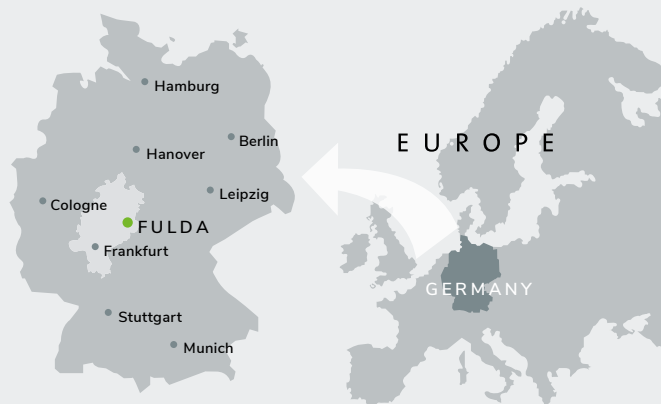 Hamburg
Berlin
Hanover
Leipzig
Cologne
FULDA
Frankfurt
Stuttgart
Munich
EUROPE
GERMANY